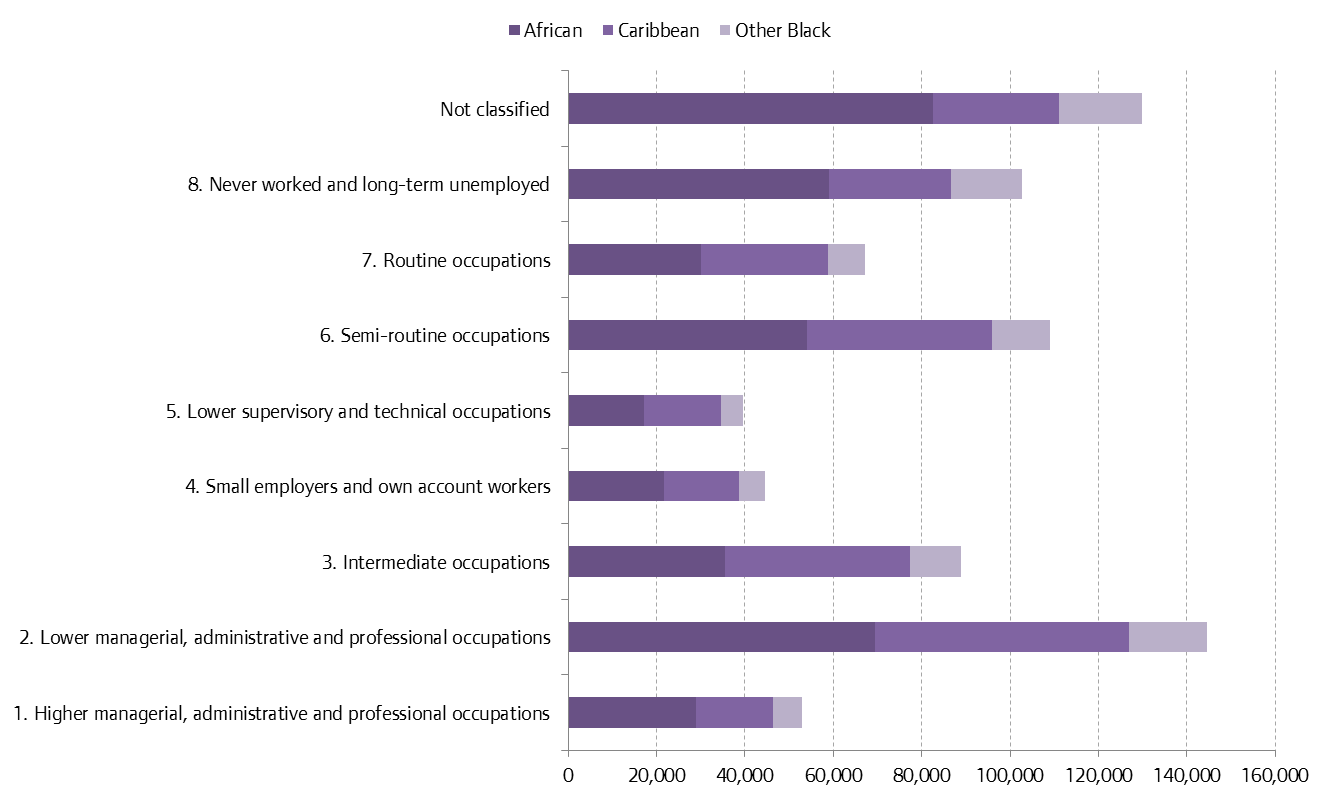 African Caribbean Other Black
Not classified
8. Never worked and long-term unemployed
7. Routine occupations
6. Semi-routine occupations
5. Lower supervisory and technical occupations
4. Small employers and own account workers
3. Intermediate occupations
2. Lower managerial, administrative and professional occupations
1. Higher managerial, administrative and professional occupations
0 20,000 40,000 60,000 80,000 100,000 120,000 140,000 160,000